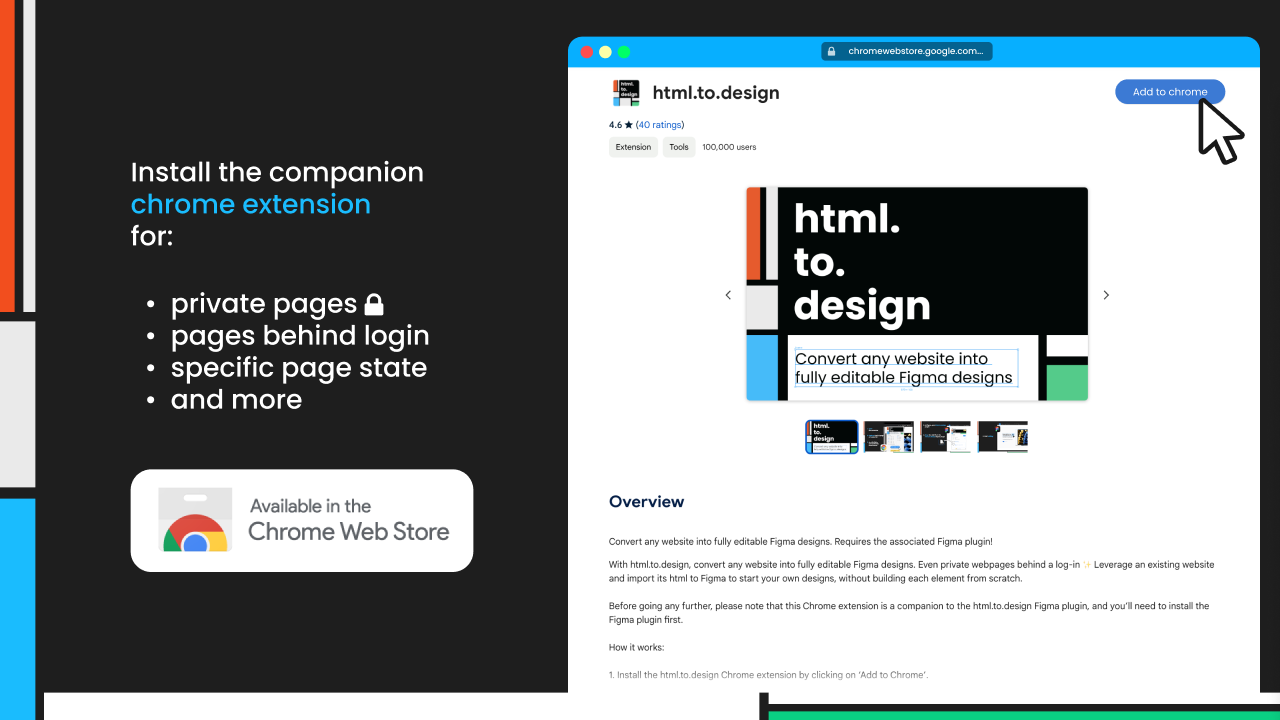 Install the companion
chrome extension
for:
• private pages
• pages behind login
• specific page state
• and more
Available in the
Chrome Web Store
chromewebstore.google.com...
html.
to.
design
html.to.design
Add to chrome
4.6 ★ (40 ratings)
Extension
Tools
100,000 users
html.
to.
design
Convert any website into
fully editable Figma designs
html.
to.
design
Overview
Convert any website into fully editable Figma designs. Requires the associated Figma plugin!
With html.to.design, convert any website into fully editable Figma designs. Even private webpages behind a log-in ✨ Leverage an existing website
and import its html to Figma to start your own designs, without building each element from scratch.
Before going any further, please note that this Chrome extension is a companion to the html.to.design Figma plugin, and you'll need to install the
Figma plugin first.
How it works:
1. Install the html.to.design Chrome extension by clicking on 'Add to Chrome'.